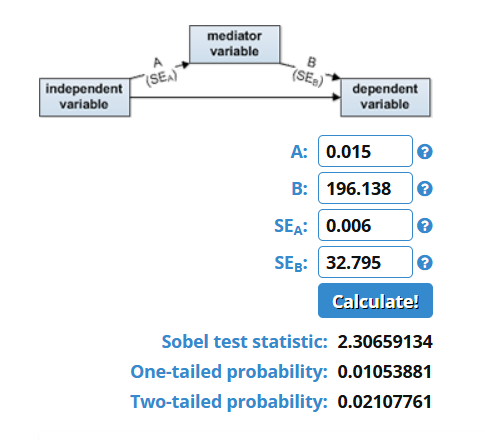 mediator
variable
A
(SEA)
B
(SEB)
independent
variable
dependent
variable
A: 0.015
B: 196.138
SEA: 0.006
SEB: 32.795
Calculate!
Sobel test statistic: 2.30659134
One-tailed probability: 0.01053881
Two-tailed probability: 0.02107761